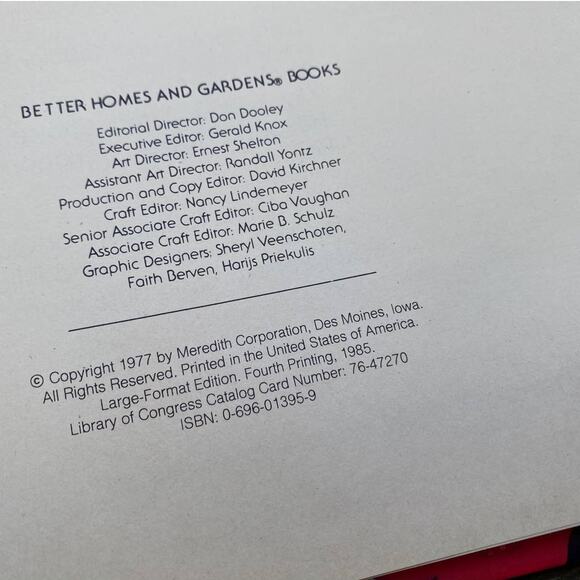 BETTER HOMES AND GARDENS® BOOKS
Editorial Director: Don Dooley
Executive Editor: Gerald Knox
Art Director: Ernest Shelton
Assistant Art Director: Randall Yontz
Production and Copy Editor: David Kirchner
Craft Editor: Nancy Lindemeyer
Senior Associate Craft Editor: Ciba Vaughan
Associate Craft Editor: Marie B. Schulz
Graphic Designers: Sheryl Veenschoten,
Faith Berven, Harijs Priekulis
© Copyright 1977 by Meredith Corporation, Des Moines, Iowa.
All Rights Reserved. Printed in the United States of America.
Large-Format Edition. Fourth Printing, 1985.
Library of Congress Catalog Card Number: 76-47270
ISBN: 0-696-01395-9